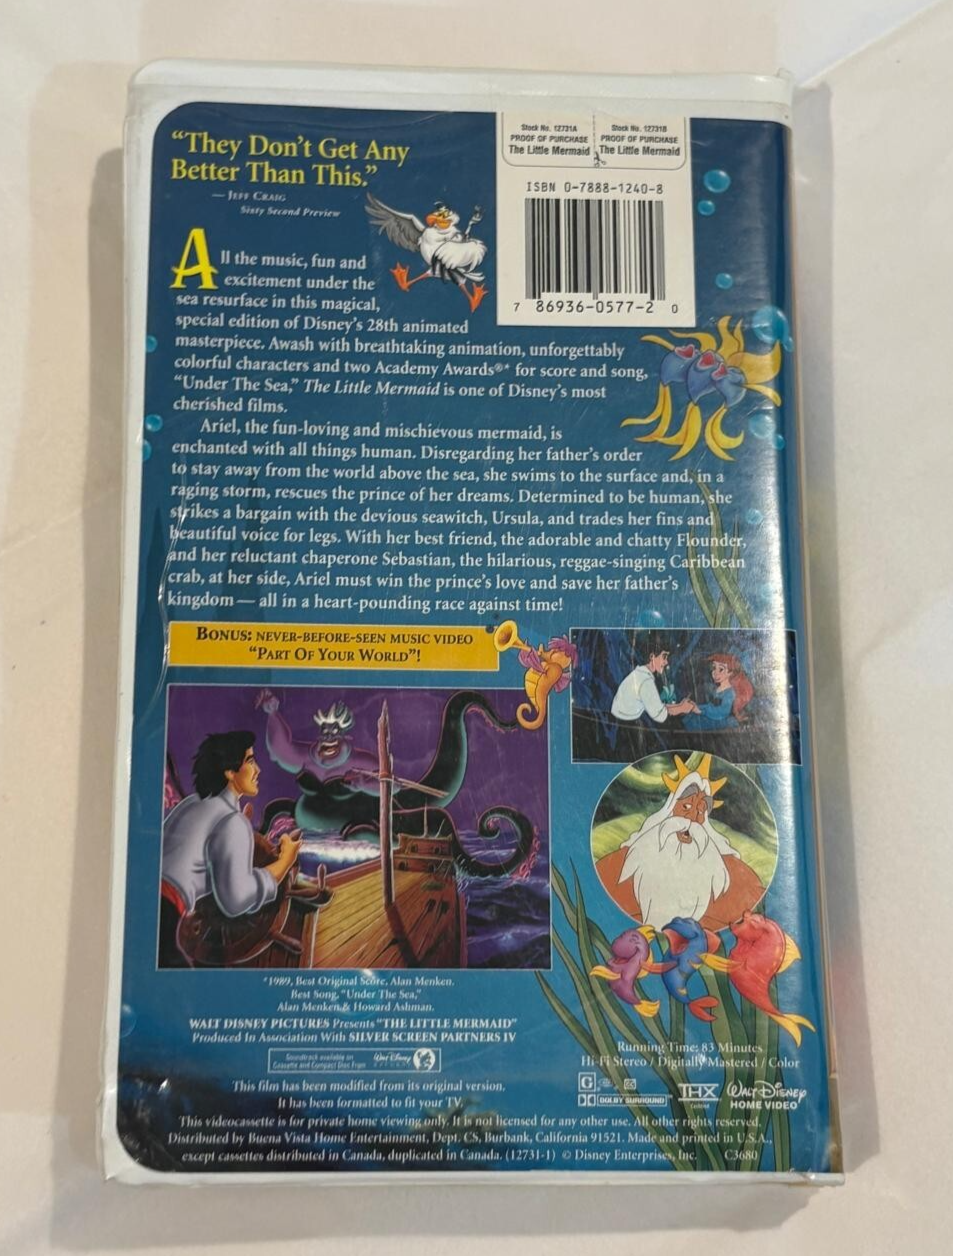 "They Don't Get Any
Better Than This."
— JEFF CRAIG
Sixty Second Preview
Stock No. 12731A
PROOF OF PURCHASE
The Little Mermaid
Stock No. 12731B
PROOF OF PURCHASE
The Little Mermaid
ISBN 0-7888-1240-8
7 86936-0577-2 0
All the music, fun and
excitement under the
sea resurface in this magical,
special edition of Disney's 28th animated
masterpiece. Awash with breathtaking animation, unforgettably
colorful characters and two Academy Awards®* for score and song,
"Under The Sea," The Little Mermaid is one of Disney's most
cherished films.
Ariel, the fun-loving and mischievous mermaid, is
enchanted with all things human. Disregarding her father's order
to stay away from the world above the sea, she swims to the surface and, in a
raging storm, rescues the prince of her dreams. Determined to be human, she
strikes a bargain with the devious seawitch, Ursula, and trades her fins and
beautiful voice for legs. With her best friend, the adorable and chatty Flounder,
and her reluctant chaperone Sebastian, the hilarious, reggae-singing Caribbean
crab, at her side, Ariel must win the prince's love and save her father's
kingdom — all in a heart-pounding race against time!
BONUS: NEVER-BEFORE-SEEN MUSIC VIDEO
"PART OF YOUR WORLD"!
*1989, Best Original Score, Alan Menken.
Best Song, "Under The Sea,"
Alan Menken & Howard Ashman.
WALT DISNEY PICTURES Presents "THE LITTLE MERMAID"
Produced In Association With SILVER SCREEN PARTNERS IV
Soundtrack available on
Cassette and Compact Disc From
Walt Disney
Running Time: 83 Minutes
Hi-Fi Stereo / Digitally Mastered / Color
G
DOLBY SURROUND
THX
WALT DISNEY
HOME VIDEO
This film has been modified from its original version.
It has been formatted to fit your TV.
This videocassette is for private home viewing only. It is not licensed for any other use. All other rights reserved.
Distributed by Buena Vista Home Entertainment, Dept. CS, Burbank, California 91521. Made and printed in U.S.A.,
except cassettes distributed in Canada, duplicated in Canada. (12731-1) © Disney Enterprises, Inc. C3680